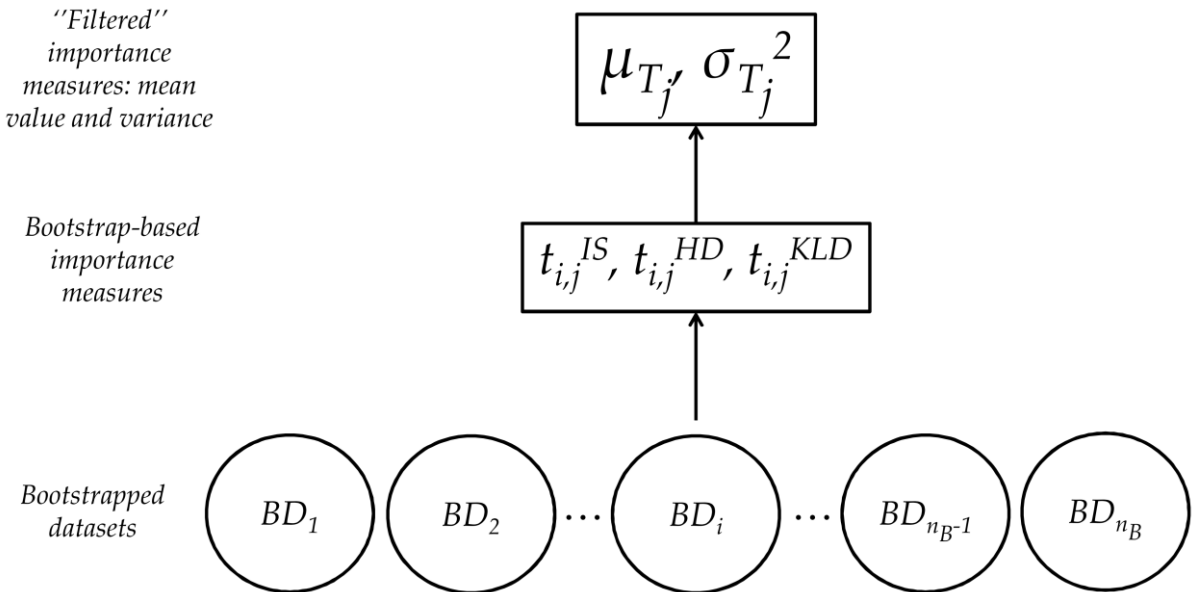 ‘‘Filtered’’
importance
measures: mean
value and variance
μ_{T_j}, σ_{T_j}^2
Bootstrap-based
importance
measures
t_{i,j}^{IS}, t_{i,j}^{HD}, t_{i,j}^{KLD}
Bootstrapped
datasets
BD_1 BD_2 ... BD_i ... BD_{n_B-1} BD_{n_B}